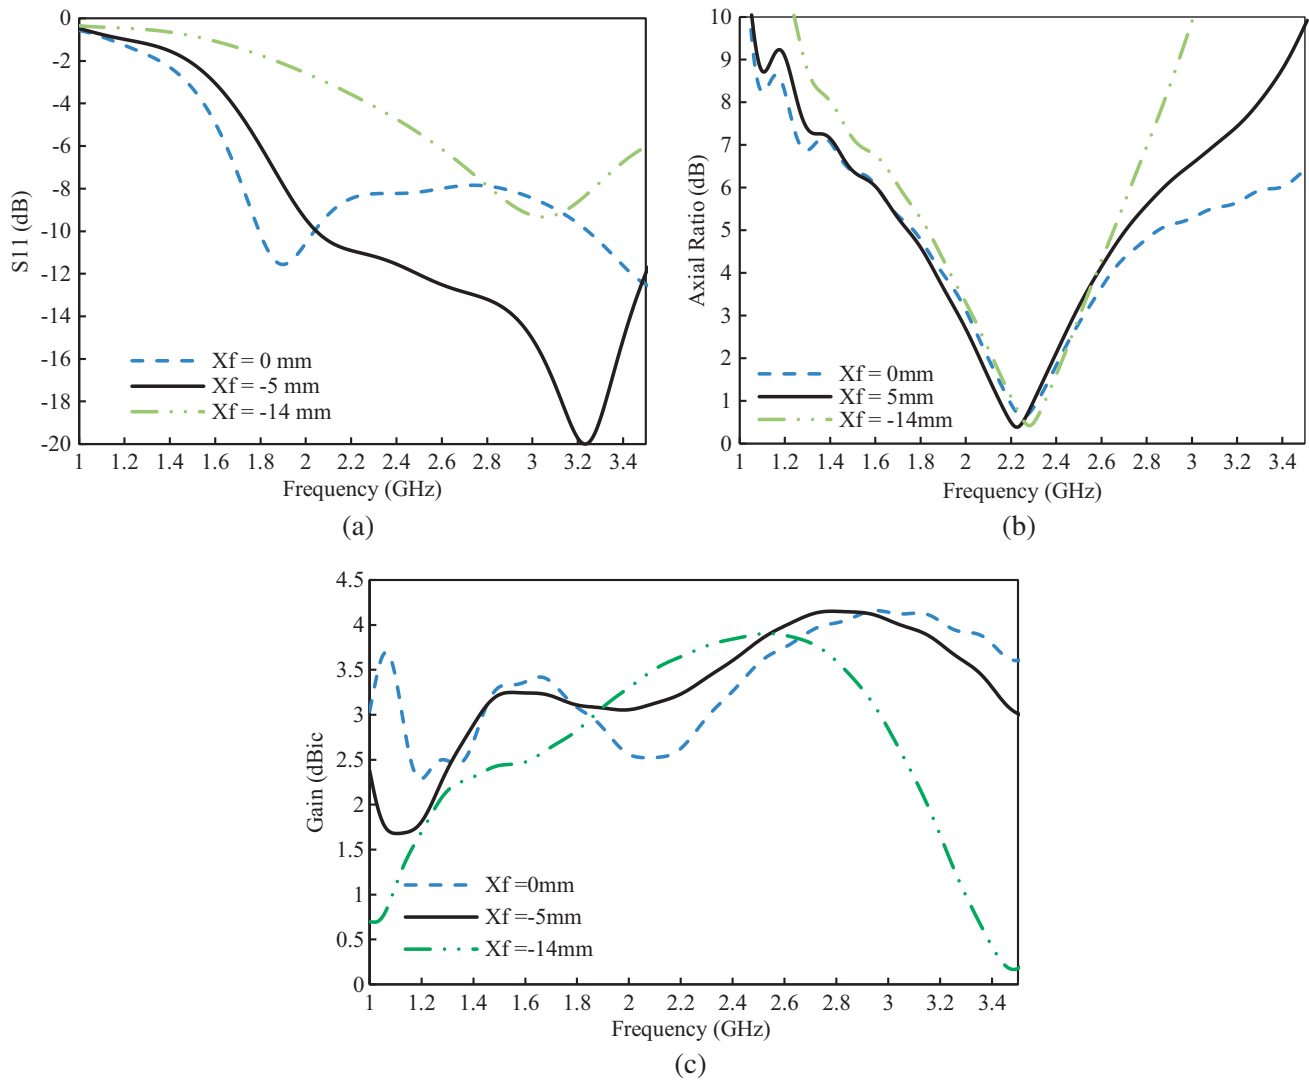 0
-2
-4
-6
-8
-10
-12
-14
-16
-18
-20
S11 (dB)
Xf = 0 mm
Xf = -5 mm
Xf = -14 mm
1 1.2 1.4 1.6 1.8 2 2.2 2.4 2.6 2.8 3 3.2 3.4
Frequency (GHz)
(a)
10
9
8
7
6
5
4
3
2
1
0
Axial Ratio (dB)
Xf = 0mm
Xf = 5mm
Xf = -14mm
1 1.2 1.4 1.6 1.8 2 2.2 2.4 2.6 2.8 3 3.2 3.4
Frequency (GHz)
(b)
4.5
4
3.5
3
2.5
2
1.5
1
0.5
0
Gain (dBic
Xf =0mm
Xf =-5mm
Xf =-14mm
1 1.2 1.4 1.6 1.8 2 2.2 2.4 2.6 2.8 3 3.2 3.4
Frequency (GHz)
(c)